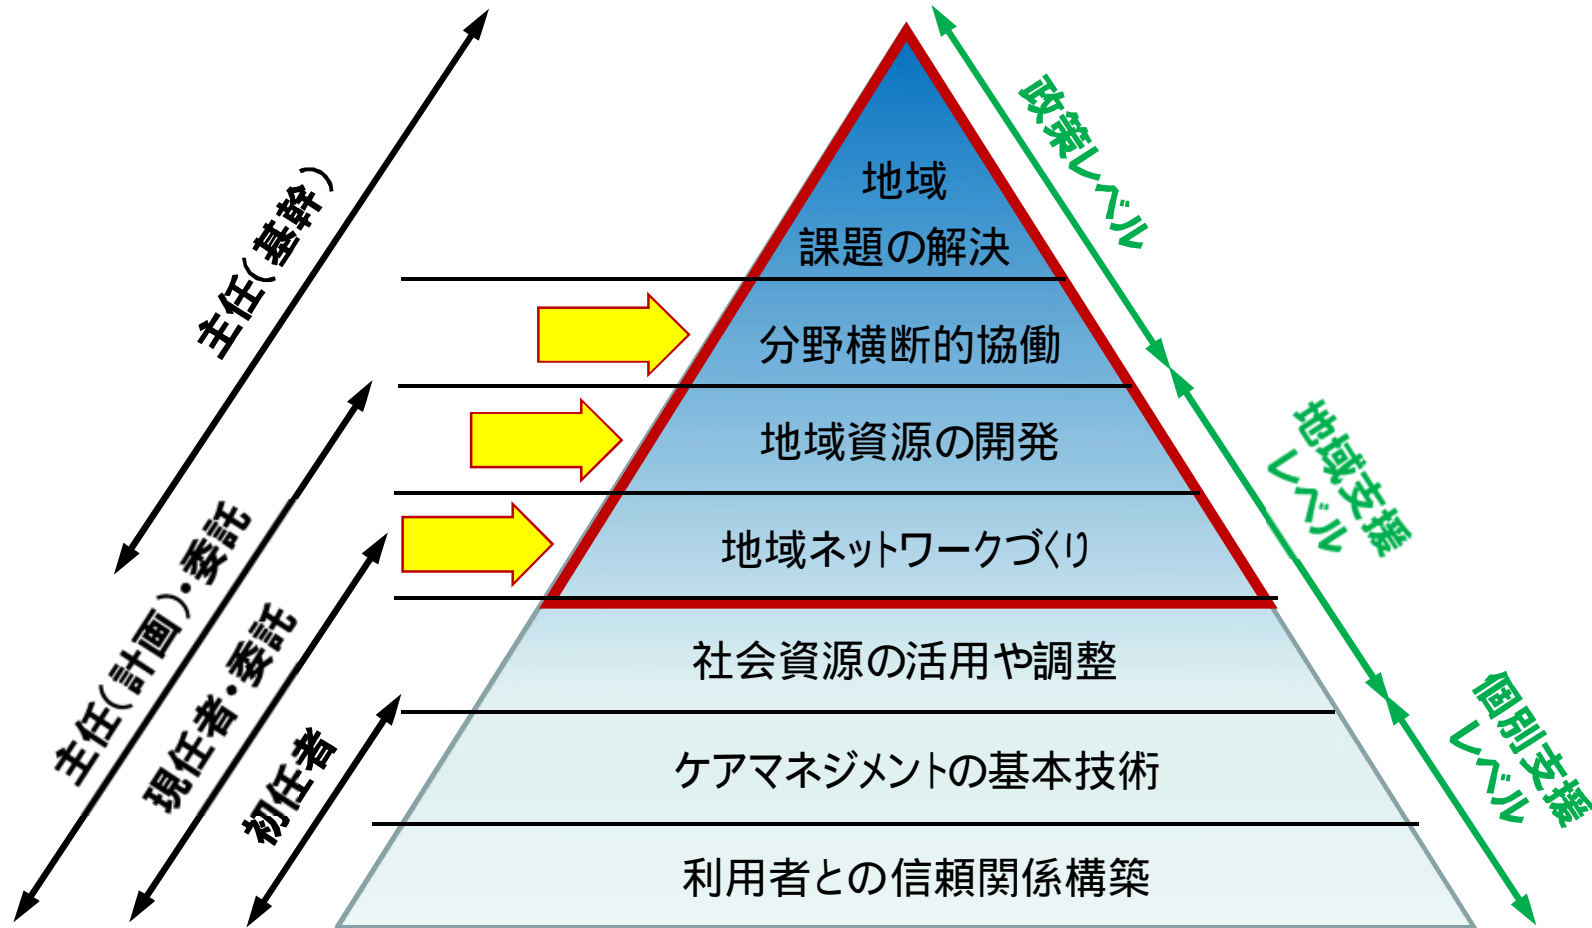 地域
課題の解決
分野横断的協働
地域資源の開発
地域ネットワークづくり
社会資源の活用や調整
ケアマネジメントの基本技術
利用者との信頼関係構築
主任(基幹)
主任(計画)・委託
現任者・委託
初任者
政策レベル
地域支援
レベル
個別支援
レベル